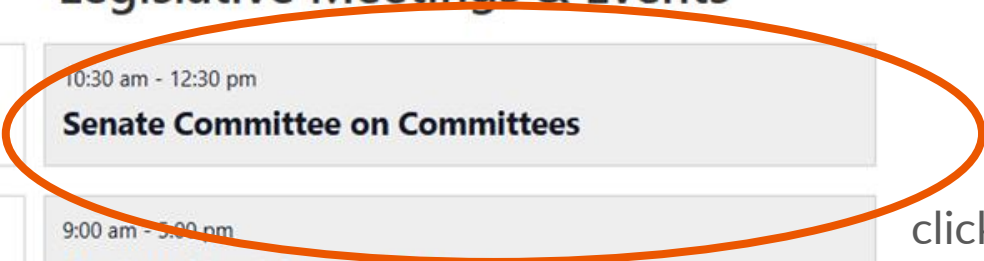 Legislative Meetings & Events
10:30 am - 12:30 pm
Senate Committee on Committees
9:00 am - 5:00 pm